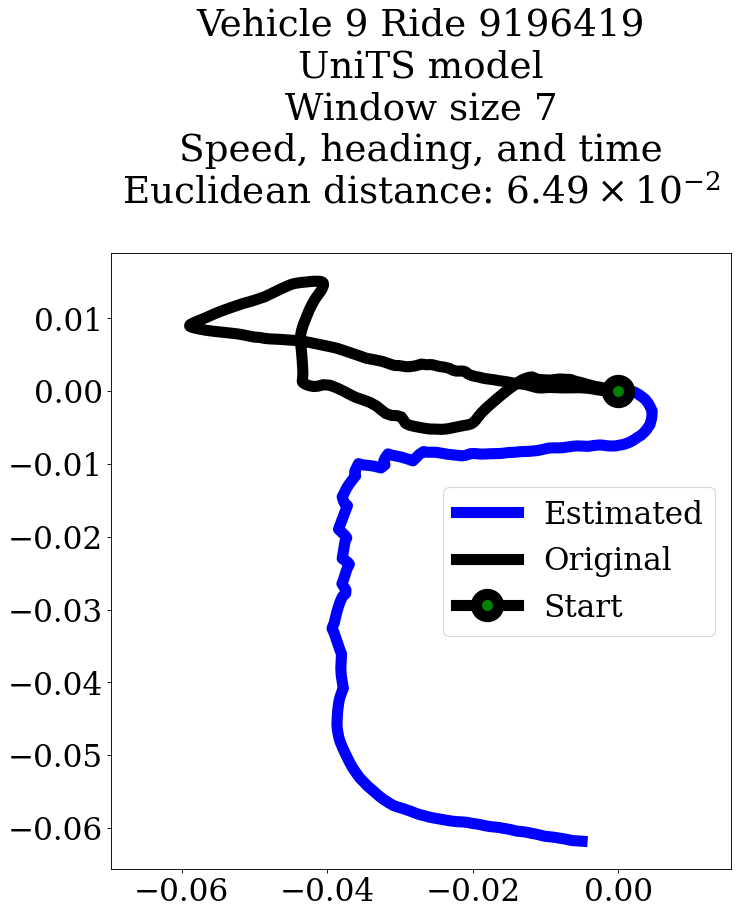 Vehicle 9 Ride 9196419
UniTS model
Window size 7
Speed, heading, and time
Euclidean distance: 6.49 × 10⁻²
0.01
0.00
−0.01
−0.02
−0.03
−0.04
−0.05
−0.06
Estimated
Original
Start
−0.06 −0.04 −0.02 0.00